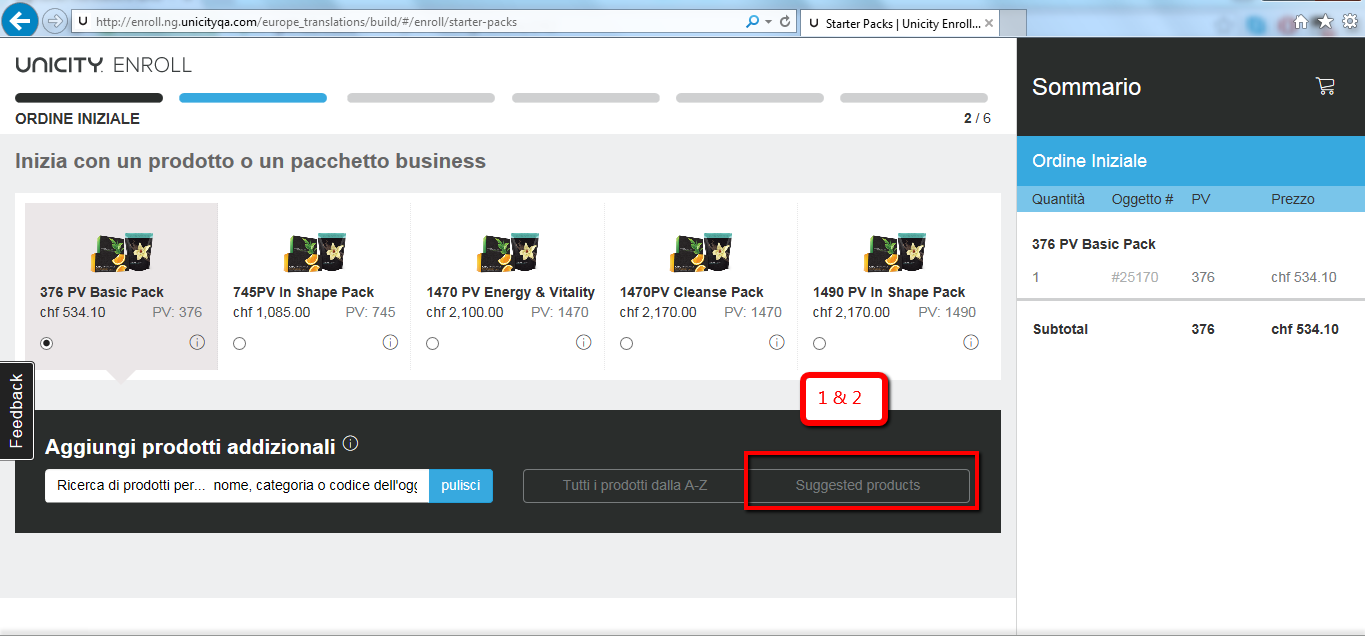 http://enroll.ng.unicityqa.com/europe_translations/build/#/enroll/starter-packs
U Starter Packs | Unicity Enroll...
UNICITY. ENROLL
ORDINE INIZIALE
2 / 6
Inizia con un prodotto o un pacchetto business
376 PV Basic Pack
chf 534.10 PV: 376
745PV In Shape Pack
chf 1,085.00 PV: 745
1470 PV Energy & Vitality
chf 2,100.00 PV: 1470
1470PV Cleanse Pack
chf 2,170.00 PV: 1470
1490 PV In Shape Pack
chf 2,170.00 PV: 1490
Feedback
1 & 2
Aggiungi prodotti addizionali
Ricerca di prodotti per... nome, categoria o codice dell'ogg
pulisci
Tutti i prodotti dalla A-Z
Suggested products
Sommario
Ordine Iniziale
Quantità Oggetto # PV Prezzo
376 PV Basic Pack
1 #25170 376 chf 534.10
Subtotal 376 chf 534.10